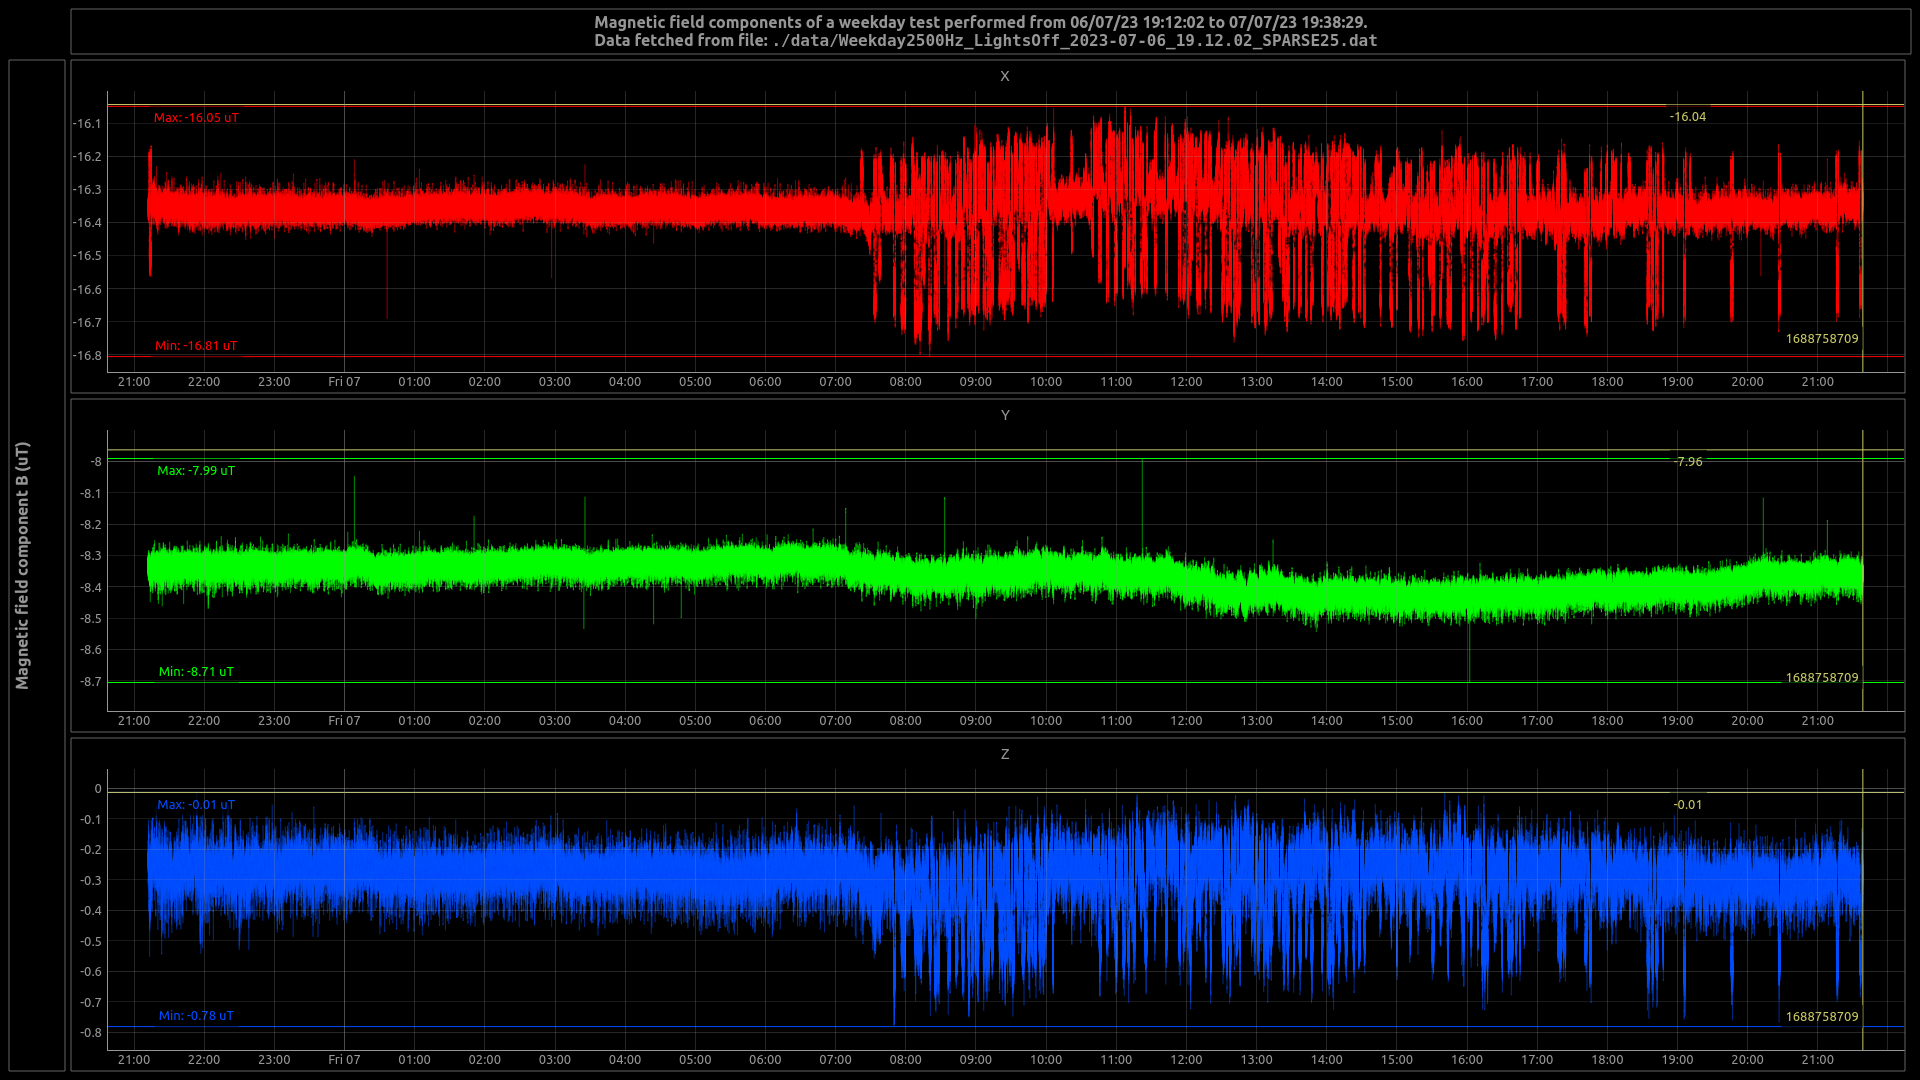 Magnetic field components of a weekday test performed from 06/07/23 19:12:02 to 07/07/23 19:38:29.
Data fetched from file: ./data/Weekday2500Hz_LightsOff_2023-07-06_19.12.02_SPARSE25.dat
Magnetic field component B (uT)
X
Max: -16.05 uT
-16.04
-16.1
-16.2
-16.3
-16.4
-16.5
-16.6
-16.7
-16.8
Min: -16.81 uT
1688758709
21:00 22:00 23:00 Fri 07 01:00 02:00 03:00 04:00 05:00 06:00 07:00 08:00 09:00 10:00 11:00 12:00 13:00 14:00 15:00 16:00 17:00 18:00 19:00 20:00 21:00
Y
-8
Max: -7.99 uT
-7.96
-8.1
-8.2
-8.3
-8.4
-8.5
-8.6
-8.7
Min: -8.71 uT
1688758709
21:00 22:00 23:00 Fri 07 01:00 02:00 03:00 04:00 05:00 06:00 07:00 08:00 09:00 10:00 11:00 12:00 13:00 14:00 15:00 16:00 17:00 18:00 19:00 20:00 21:00
Z
0
Max: -0.01 uT
-0.01
-0.1
-0.2
-0.3
-0.4
-0.5
-0.6
-0.7
-0.8
Min: -0.78 uT
1688758709
21:00 22:00 23:00 Fri 07 01:00 02:00 03:00 04:00 05:00 06:00 07:00 08:00 09:00 10:00 11:00 12:00 13:00 14:00 15:00 16:00 17:00 18:00 19:00 20:00 21:00